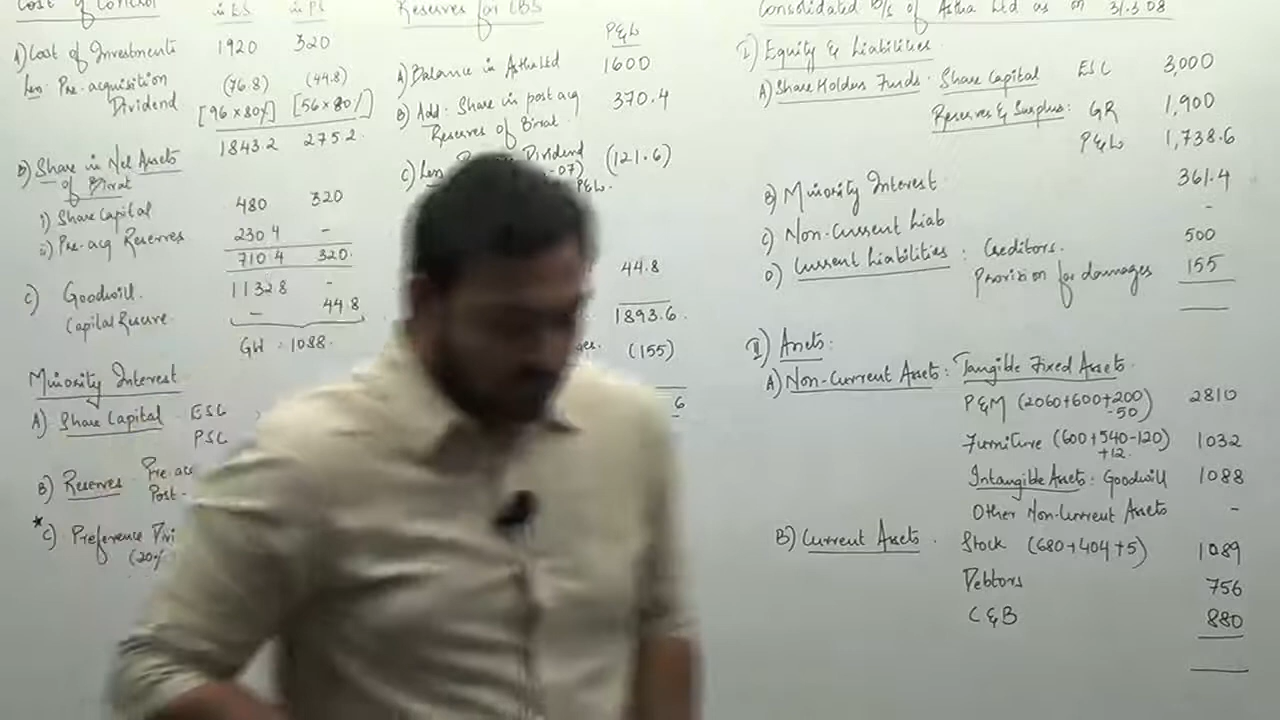 Cost of Control
in ES in PS
A) Cost of Investments 1920 320
Less: Pre-acquisition Dividend (76.8) (44.8)
[96 x 80%] [56 x 80%]
1843.2 275.2
B) Share in Net Assets of Birat
i) Share Capital 480 320
ii) Pre-acq Reserves 230.4 -
710.4 320.
C) Goodwill. 1132.8 -
Capital Reserve - 44.8
GW : 1088.
Minority Interest
A) Share Capital ESC
PSC
B) Reserves Pre-ac
Post-
* C) Preference Divi
(20%
Reserves for CBS
P&L
A) Balance in Astha Ltd 1600
B) Add: Share in post acq 370.4
Reserves of Birat
C) Less Dividend (121.6)
-07)
P&L.
44.8
1893.6
ges. (155)
6
Consolidated B/S of Astha Ltd as on 31.3.08
I) Equity & Liabilities
A) Share Holders Funds: Share Capital ESC 3,000
Reserves & Surplus: GR 1,900
P&L 1,738.6
B) Minority Interest 361.4
C) Non-Current Liab -
D) Current Liabilities: Creditors. 500
Provision for damages 155
II) Assets:
A) Non-Current Assets: Tangible Fixed Assets.
P&M (2060+600+200 2810
-50)
Furniture (600+540-120) 1032
+12.
Intangible Assets: Goodwill 1088
Other Non-Current Assets -
B) Current Assets. Stock (680+404+5) 1089
Debtors 756
C&B 880